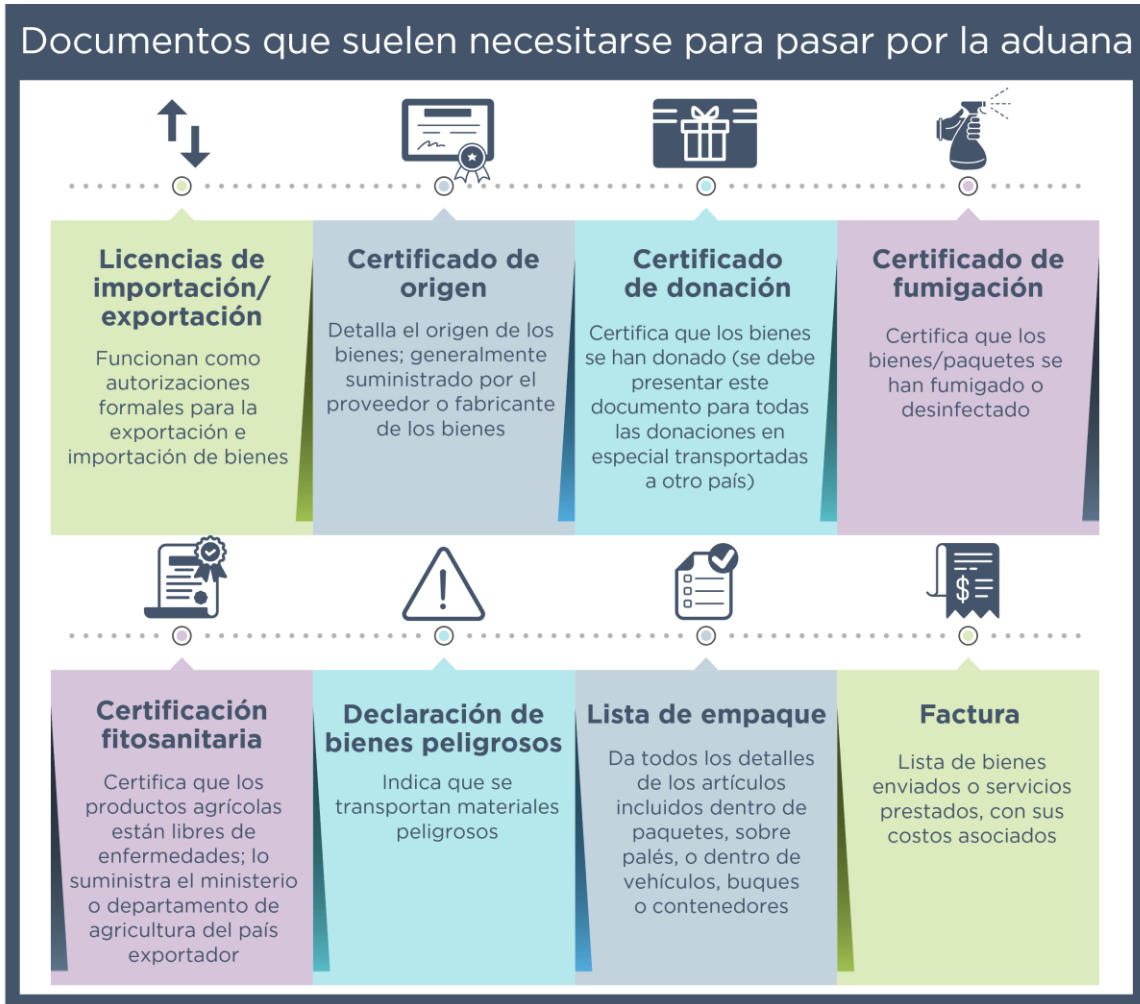 Documentos que suelen necesitarse para pasar por la aduana
Licencias de
importación/
exportación
Funcionan como
autorizaciones
formales para la
exportación e
importación de bienes
Certificado de
origen
Detalla el origen de los
bienes; generalmente
suministrado por el
proveedor o fabricante
de los bienes
Certificado
de donación
Certifica que los bienes
se han donado (se debe
presentar este
documento para todas
las donaciones en
especial transportadas
a otro país)
Certificado de
fumigación
Certifica que los
bienes/paquetes se
han fumigado o
desinfectado
Certificación
fitosanitaria
Certifica que los
productos agrícolas
están libres de
enfermedades; lo
suministra el ministerio
o departamento de
agricultura del país
exportador
Declaración de
bienes peligrosos
Indica que se
transportan materiales
peligrosos
Lista de empaque
Da todos los detalles
de los artículos
incluidos dentro de
paquetes, sobre
palés, o dentro de
vehículos, buques
o contenedores
$
Factura
Lista de bienes
enviados o servicios
prestados, con sus
costos asociados